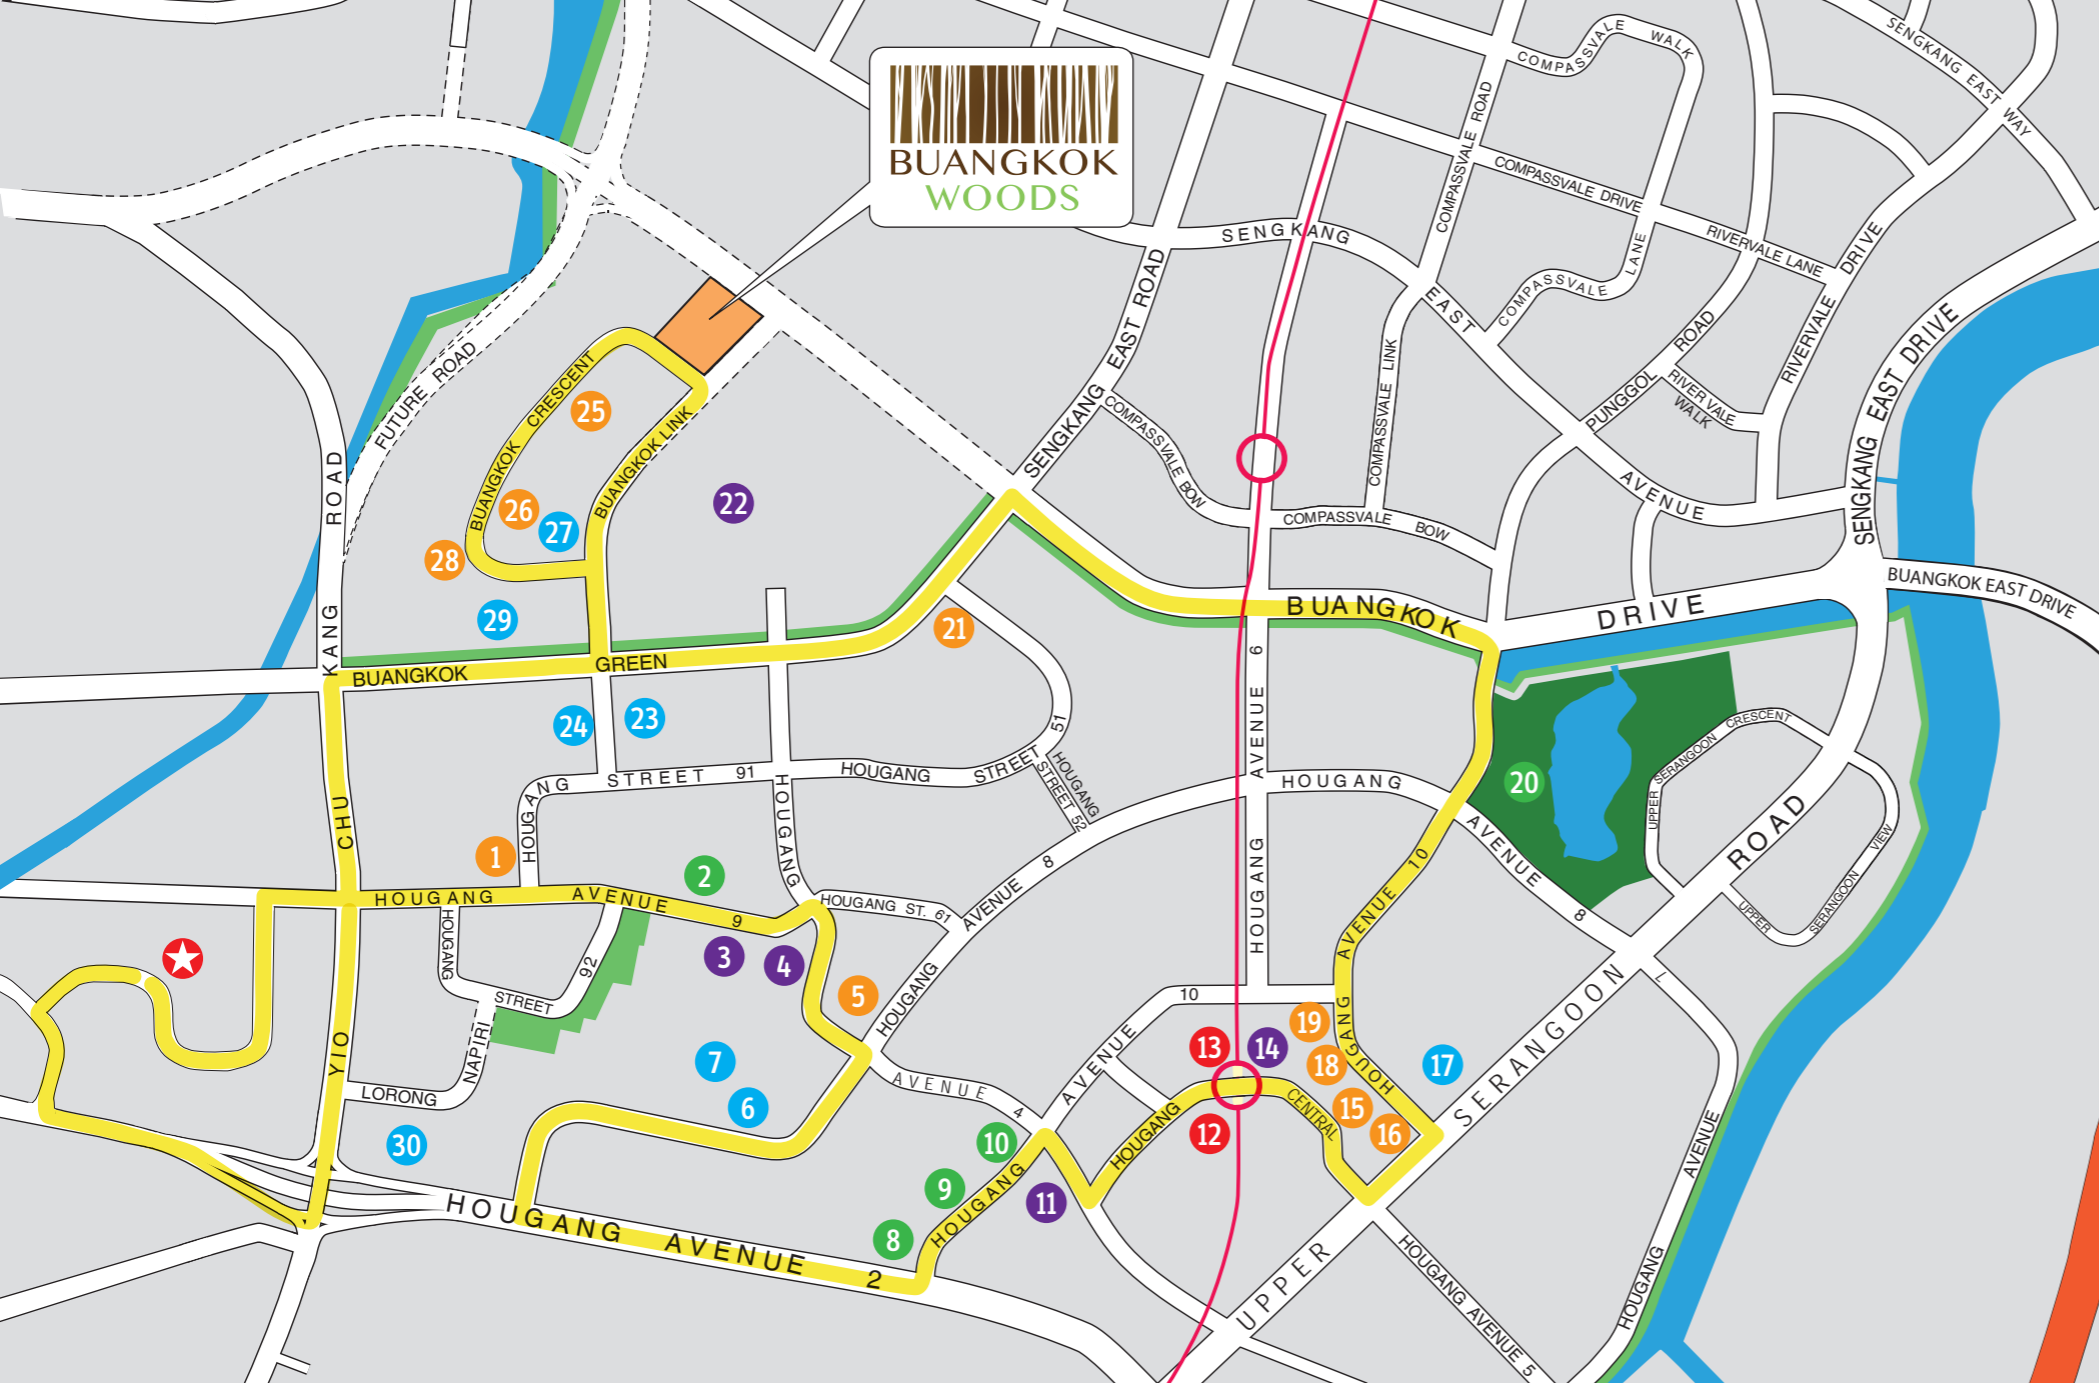 BUANGKOK
WOODS
COMPASSVALE WALK
SENGKANG EAST WAY
COMPASSVALE ROAD
COMPASSVALE ROAD
COMPASSVALE DRIVE
RIVERVALE LANE
SENGKANG EAST AVENUE
COMPASSVALE LANE
RIVERVALE DRIVE
SENGKANG EAST DRIVE
SENGKANG EAST ROAD
FUTURE ROAD
BUANGKOK CRESCENT
BUANGKOK LINK
COMPASSVALE LINK
PUNGGOL ROAD
RIVERVALE
WALK
COMPASSVALE BOW
COMPASSVALE BOW
25
26
27
22
28
29
21
BUANGKOK DRIVE
BUANGKOK EAST DRIVE
YIO CHU KANG ROAD
BUANGKOK GREEN
24
23
HOUGANG STREET 91
HOUGANG STREET 51
HOUGANG
STREET 52
HOUGANG AVENUE 6
HOUGANG AVENUE 8
HOUGANG AVENUE 8
20
UPPER SERANGOON CRESCENT
UPPER SERANGOON VIEW
1
2
HOUGANG
HOUGANG AVENUE 9
HOUGANG ST. 61
HOUGANG AVENUE 10
HOUGANG STREET 92
3
4
5
AVENUE 10
19
13
14
18
17
7
6
15
16
12
LORONG NAPIRI
AVENUE 4
HOUGANG CENTRAL
30
10
9
11
8
HOUGANG
HOUGANG AVENUE 2
UPPER SERANGOON ROAD
HOUGANG AVENUE 7
HOUGANG AVENUE 5